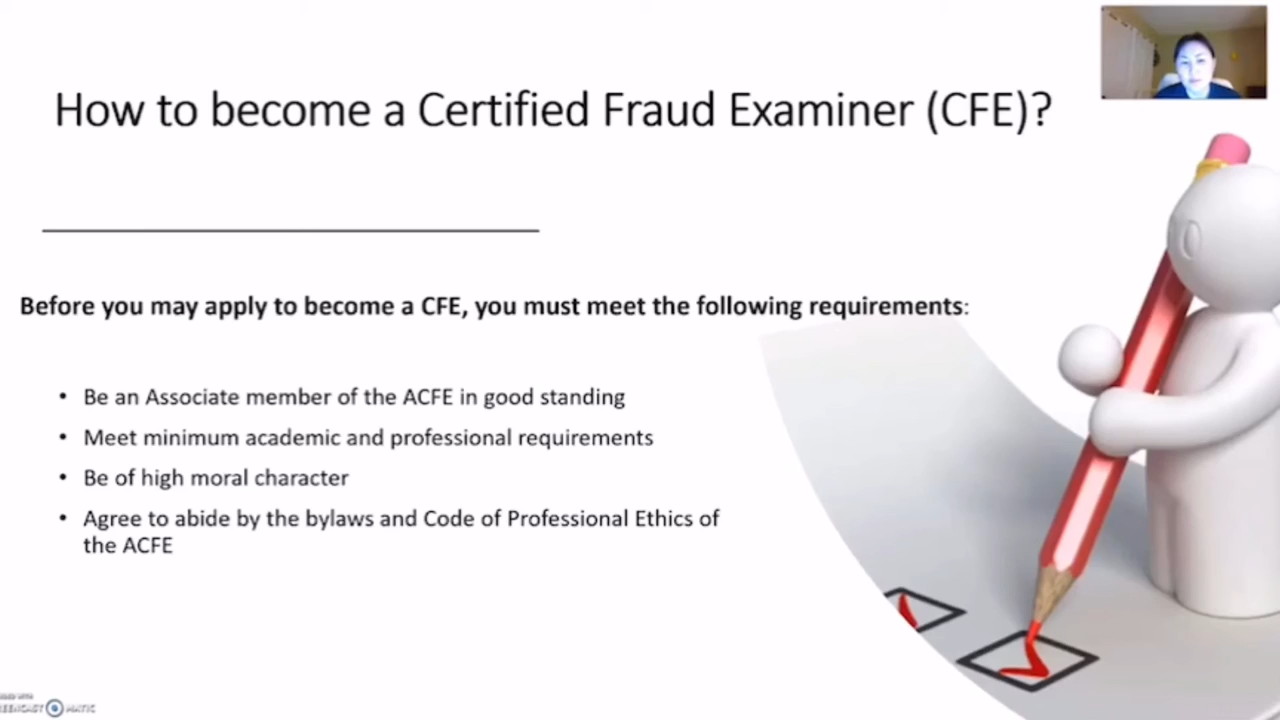 How to become a Certified Fraud Examiner (CFE)?
Before you may apply to become a CFE, you must meet the following requirements:
• Be an Associate member of the ACFE in good standing
• Meet minimum academic and professional requirements
• Be of high moral character
• Agree to abide by the bylaws and Code of Professional Ethics of
the ACFE
MATIC